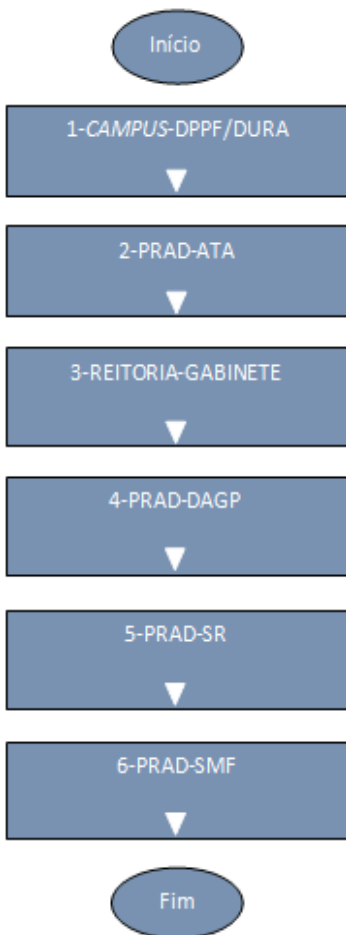 Início
1-CAMPUS-DPPF/DURA
2-PRAD-ATA
3-REITORIA-GABINETE
4-PRAD-DAGP
5-PRAD-SR
6-PRAD-SMF
Fim